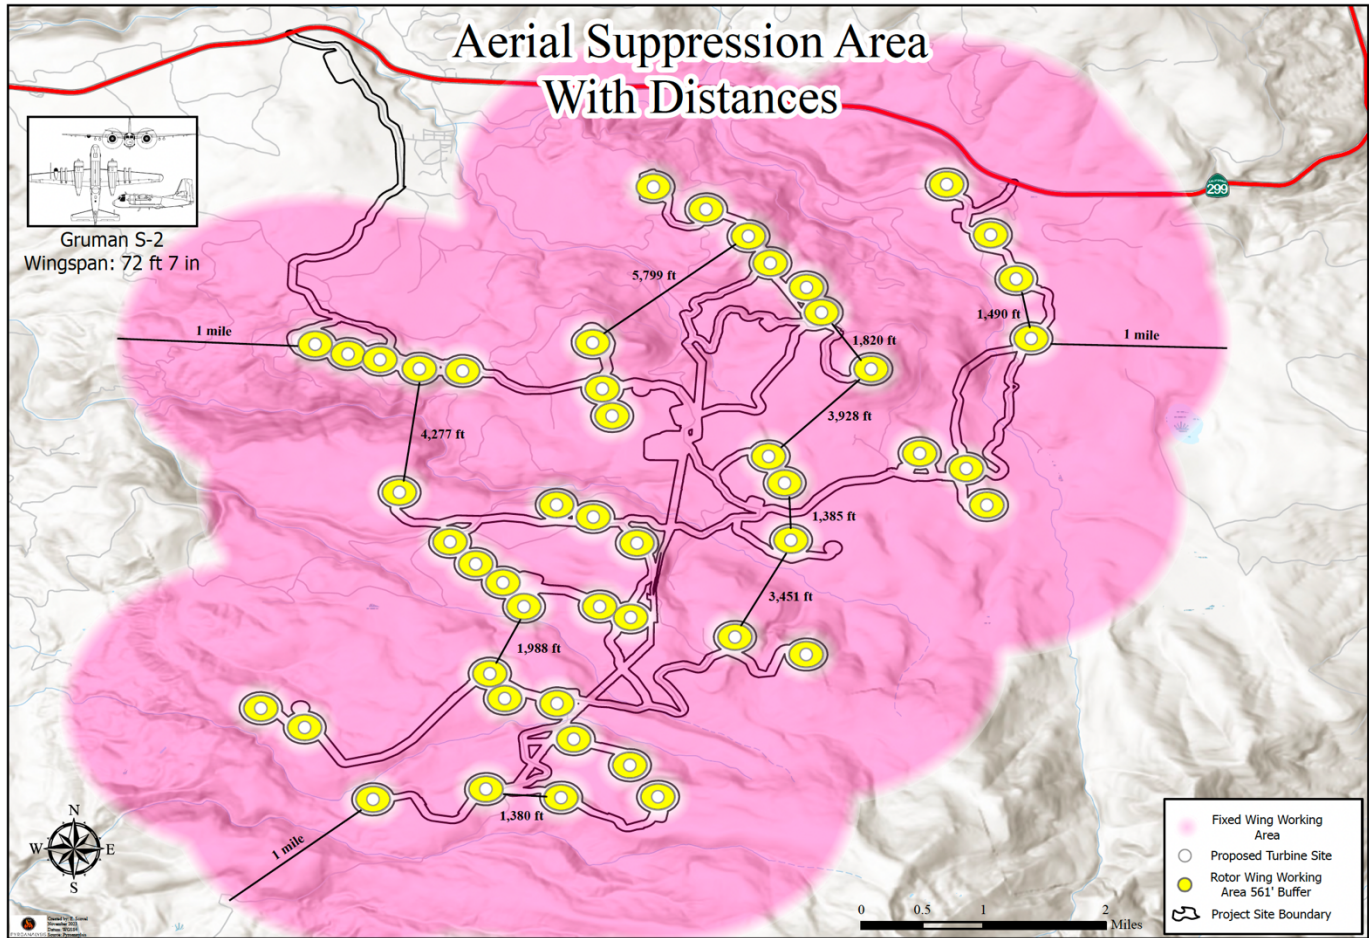 Aerial Suppression Area
With Distances
299
Gruman S-2
Wingspan: 72 ft 7 in
5,799 ft
1,490 ft
1 mile
1 mile
1,820 ft
3,928 ft
4,277 ft
1,385 ft
3,451 ft
1,988 ft
1,380 ft
1 mile
N
W
E
S
Fixed Wing Working
Area
Proposed Turbine Site
Rotor Wing Working
Area 561' Buffer
Project Site Boundary
0
0.5
1
2
Miles